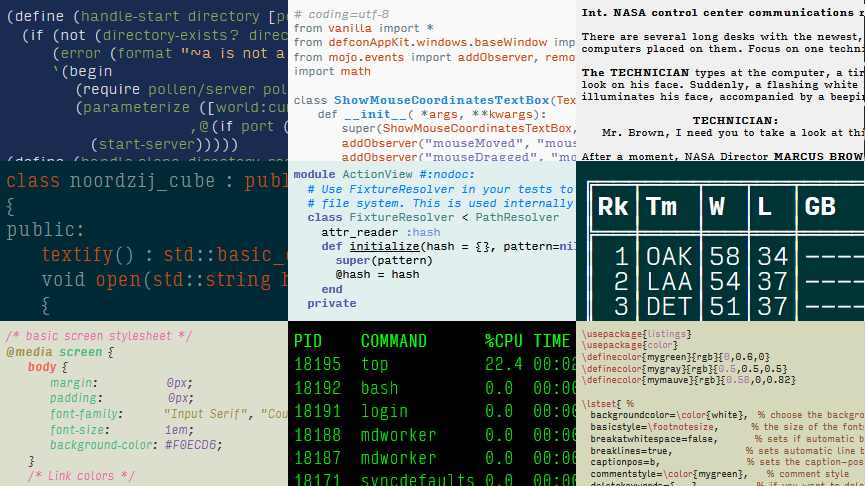 (define (handle-start directory [po
(if (not (directory-exists? direc
(error (format "~a is not a
`(begin
(require pollen/server pol
(parameterize ([world:cu
,@(if port (
(start-server)))))
# coding=utf-8
from vanilla import *
from defconAppKit.windows.baseWindow imp
from mojo.events import addObserver, remo
import math
class ShowMouseCoordinatesTextBox(Tex
def __init__( *args, **kwargs):
super(ShowMouseCoordinatesTextBox,
addObserver("mouseMoved", "mous
addObserver("mouseDragged", "mou
Int. NASA control center communications r
There are several long desks with the newest,
computers placed on them. Focus on one techni
The TECHNICIAN types at the computer, a tir
look on his face. Suddenly, a flashing white
illuminates his face, accompanied by a beepin
TECHNICIAN:
Mr. Brown, I need you to take a look at thi
After a moment, NASA Director MARCUS BROW
class noordzij_cube : publ
{
public:
textify() : std::basic_
void open(std::string h
{
module ActionView #:nodoc:
# Use FixtureResolver in your tests to
# file system. This is used internally
class FixtureResolver < PathResolver
attr_reader :hash
def initialize(hash = {}, pattern=nil
super(pattern)
@hash = hash
end
private
Rk Tm W L GB
1 OAK 58 34 ----
2 LAA 54 37 ----
3 DET 51 37 ----
/* basic screen stylesheet */
@media screen {
body {
margin: 0px;
padding: 0px;
font-family: "Input Serif", "Cou
font-size: 1em;
background-color: #F0ECD6;
}
/* Link colors */
PID COMMAND %CPU TIME
18195 top 22.4 00:02
18192 bash 0.0 00:00
18191 login 0.0 00:00
18188 mdworker 0.0 00:00
18187 mdworker 0.0 00:00
18171 syncdefaults 0.0 00:00
\usepackage{listings}
\usepackage{color}
\definecolor{mygreen}{rgb}{0,0.6,0}
\definecolor{mygray}{rgb}{0.5,0.5,0.5}
\definecolor{mymauve}{rgb}{0.58,0,0.82}
\lstset{ %
backgroundcolor=\color{white}, % choose the backgro
basicstyle=\footnotesize, % the size of the fonts
breakatwhitespace=false, % sets if automatic b
breaklines=true, % sets automatic line b
captionpos=b, % sets the caption-pos
commentstyle=\color{mygreen}, % comment style